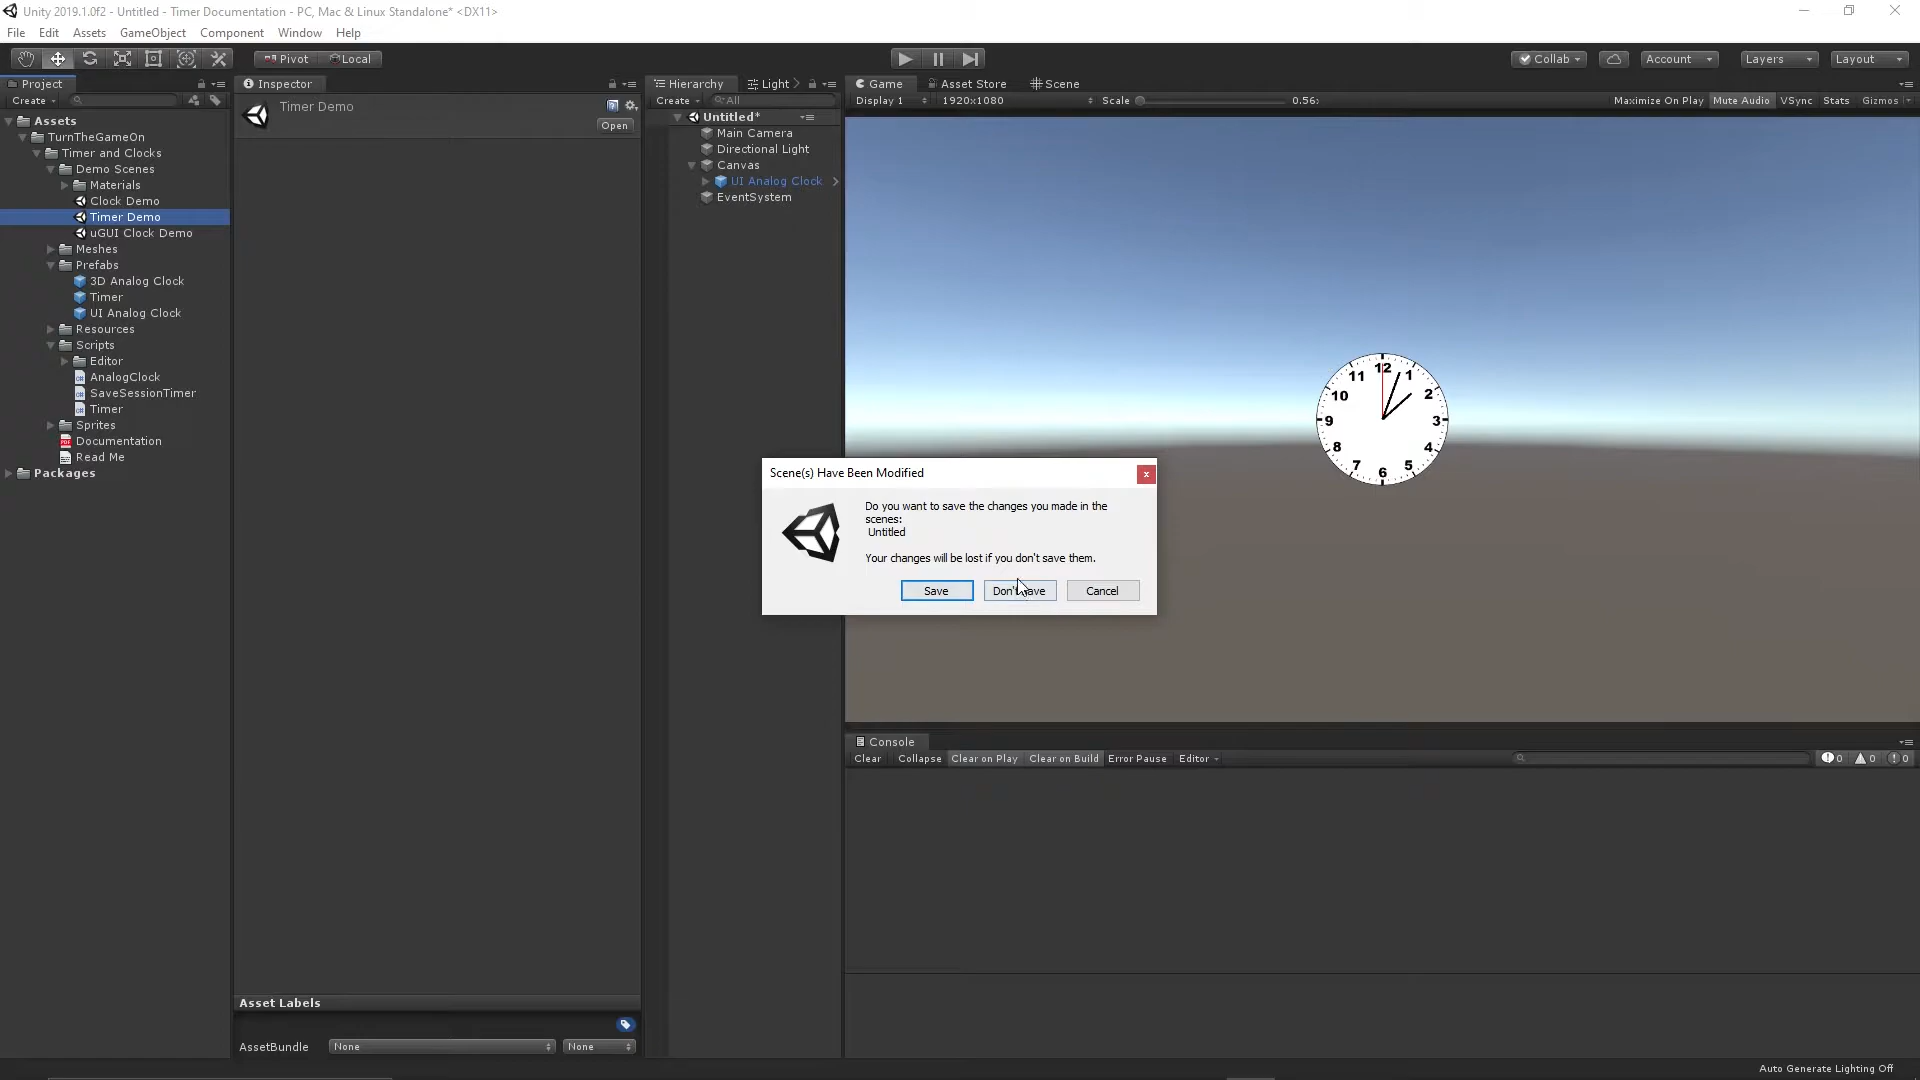 Unity 2019.1.0f2 - Untitled - Timer Documentation - PC, Mac & Linux Standalone* <DX11>
File Edit Assets GameObject Component Window Help
Pivot Local
Collab Account Layers Layout
Project
Create
Assets
TurnTheGameOn
Timer and Clocks
Demo Scenes
Materials
Clock Demo
Timer Demo
uGUI Clock Demo
Meshes
Prefabs
3D Analog Clock
Timer
UI Analog Clock
Resources
Scripts
Editor
AnalogClock
SaveSessionTimer
Timer
Sprites
Documentation
Read Me
Packages
Inspector
Timer Demo
Open
Asset Labels
AssetBundle None None
Hierarchy Light
Create All
Untitled*
Main Camera
Directional Light
Canvas
UI Analog Clock
EventSystem
Game Asset Store Scene
Display 1 1920x1080 Scale 0.56x Maximize On Play Mute Audio VSync Stats Gizmos
12
11 1
10 2
9 3
8 4
7 5
6
Scene(s) Have Been Modified
Do you want to save the changes you made in the
scenes:
Untitled
Your changes will be lost if you don't save them.
Save Don't Save Cancel
Console
Clear Collapse Clear on Play Clear on Build Error Pause Editor 0 0 0
Auto Generate Lighting Off